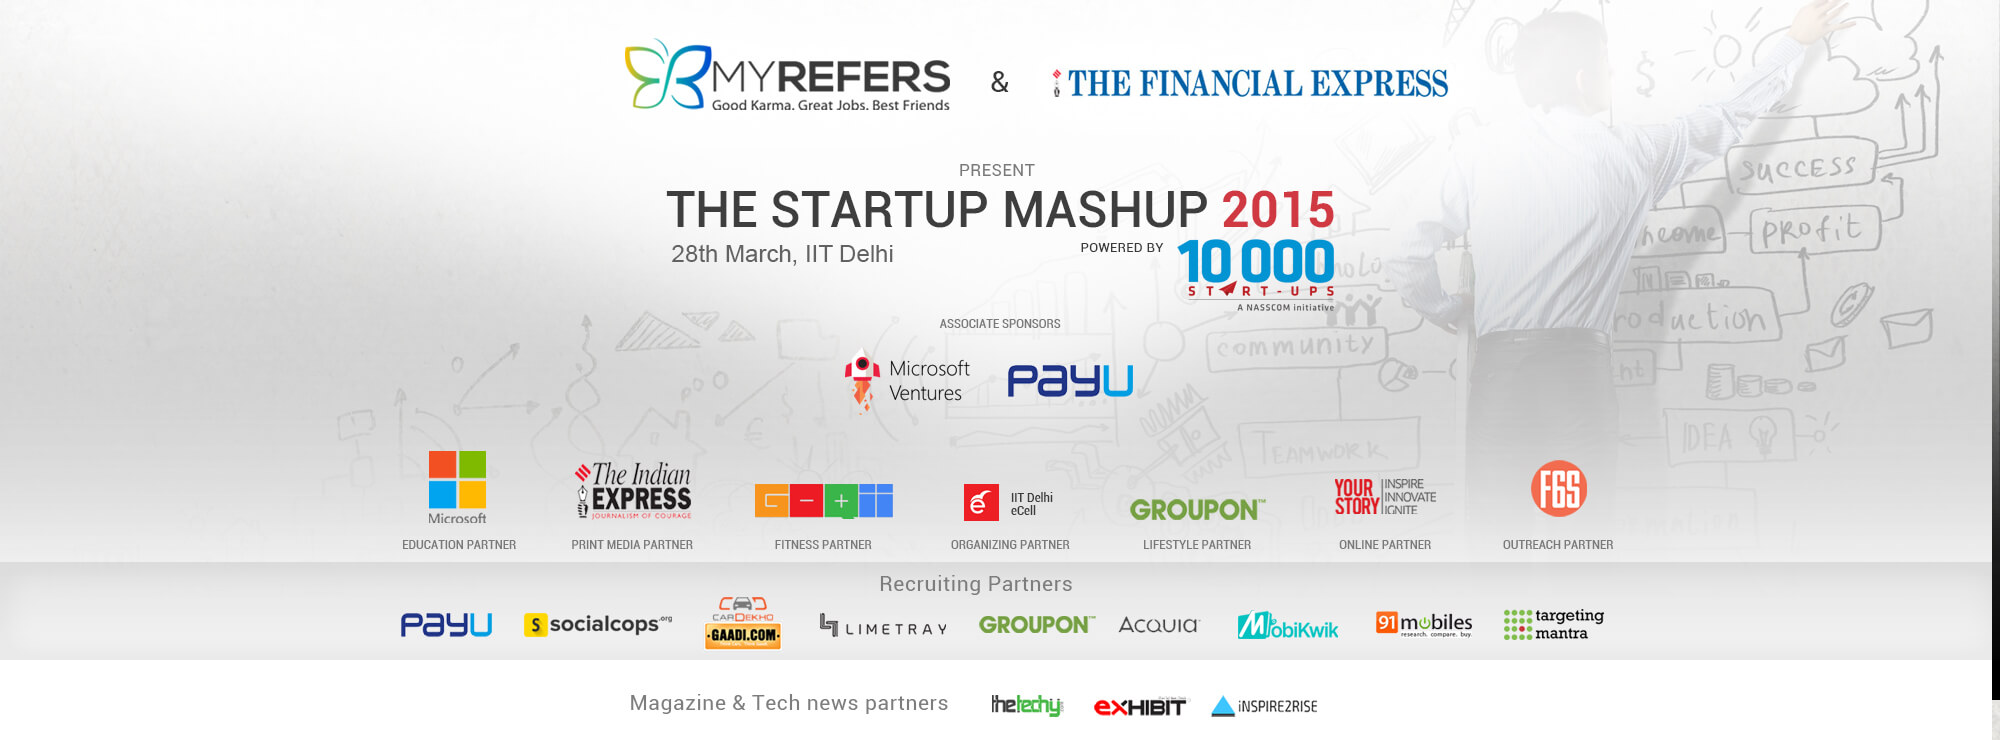 MYREFERS
Good Karma. Great Jobs. Best Friends
&
THE FINANCIAL EXPRESS
PRESENT
THE STARTUP MASHUP 2015
28th March, IIT Delhi
POWERED BY
10 000
START-UPS
A NASSCOM initiative
SUCCESS
income
profit
community
production
TEAMWORK
IDEA
ASSOCIATE SPONSORS
Microsoft
Ventures
PayU
Microsoft
EDUCATION PARTNER
The Indian
EXPRESS
JOURNALISM OF COURAGE
PRINT MEDIA PARTNER
FITNESS PARTNER
IIT Delhi
eCell
ORGANIZING PARTNER
GROUPON™
LIFESTYLE PARTNER
YOUR
STORY
INSPIRE
INNOVATE
IGNITE
ONLINE PARTNER
F6S
OUTREACH PARTNER
Recruiting Partners
PayU
S socialcops.org
CARDEKHO
GAADI.COM
LIMETRAY
GROUPON™
ACQUIA
MobiKwik
91mobiles
research. compare. buy.
targeting
mantra
Magazine & Tech news partners
thetechy
EXHIBIT
iNSPIRE2RISE